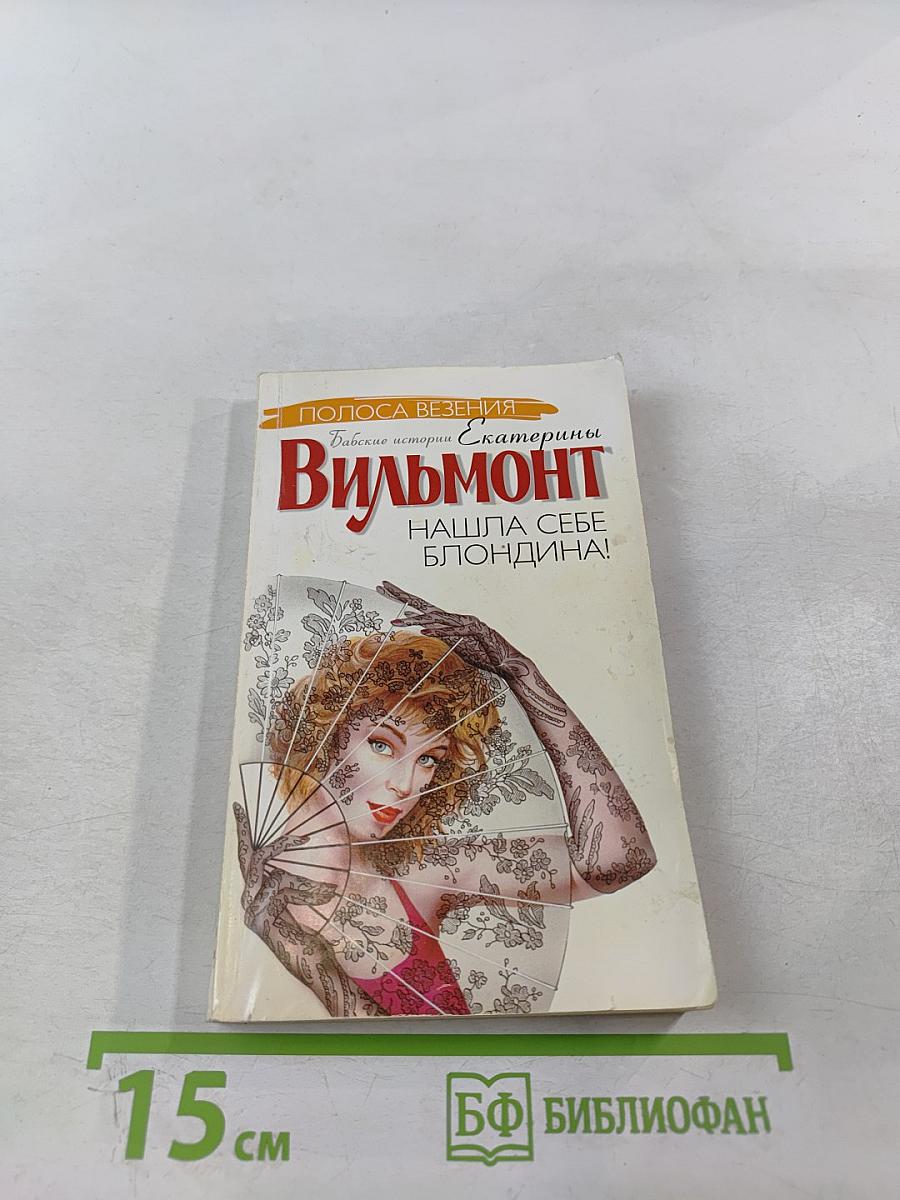 ПОЛОСА ВЕЗЕНИЯ
Бабские истории Екатерины
ВИЛЬМОНТ
НАШЛА СЕБЕ
БЛОНДИНА!
15 см
БФ БИБЛИОФАН